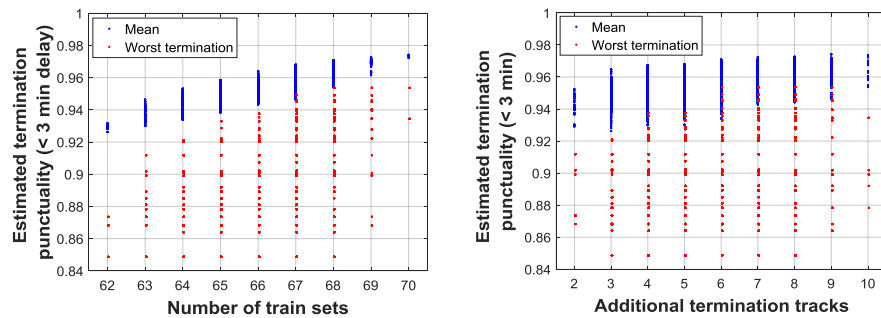 Estimated termination
punctuality (< 3 min delay)
1
0.98
0.96
0.94
0.92
0.9
0.88
0.86
0.84
Mean
Worst termination
62 63 64 65 66 67 68 69 70
Number of train sets
Estimated termination
punctuality (< 3 min)
1
0.98
0.96
0.94
0.92
0.9
0.88
0.86
0.84
Mean
Worst termination
2 3 4 5 6 7 8 9 10
Additional termination tracks